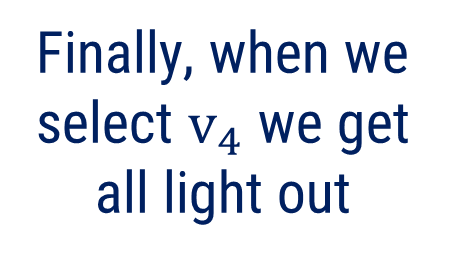 Finally, when we
select v₄ we get
all light out